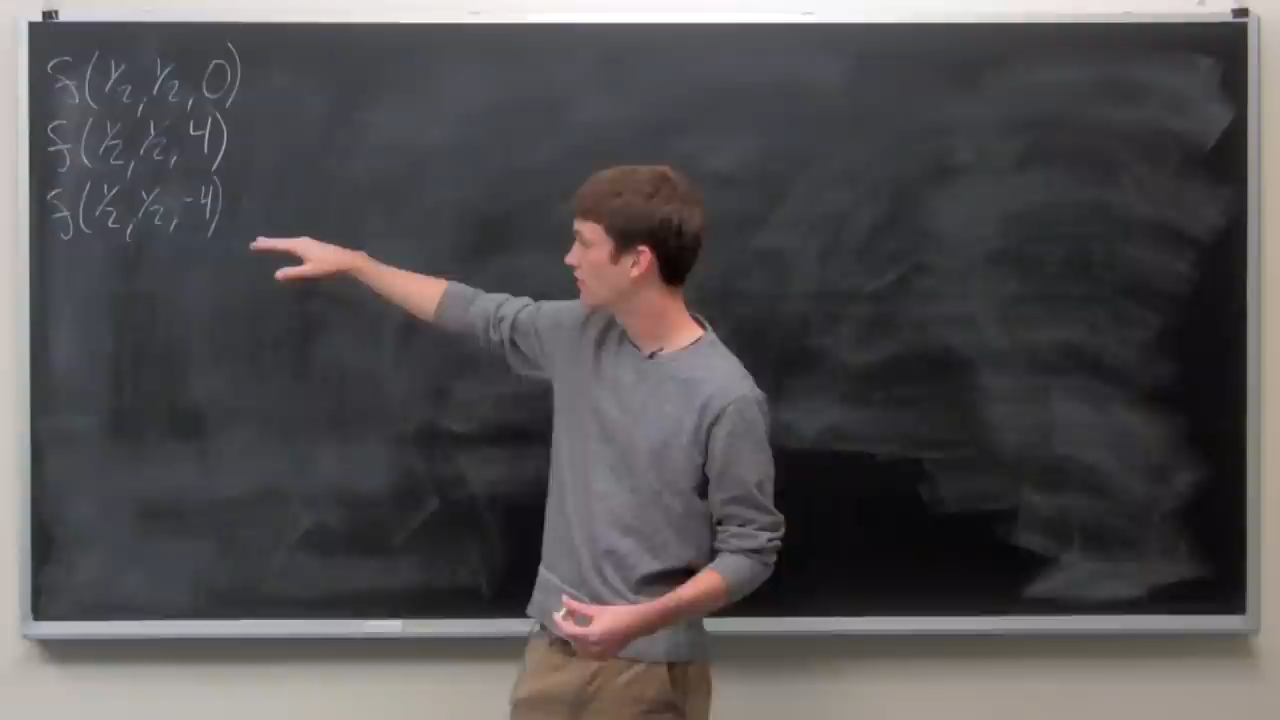 f(1/2, 1/2, 0)
f(1/2, 1/2, 4)
f(1/2, 1/2, -4)